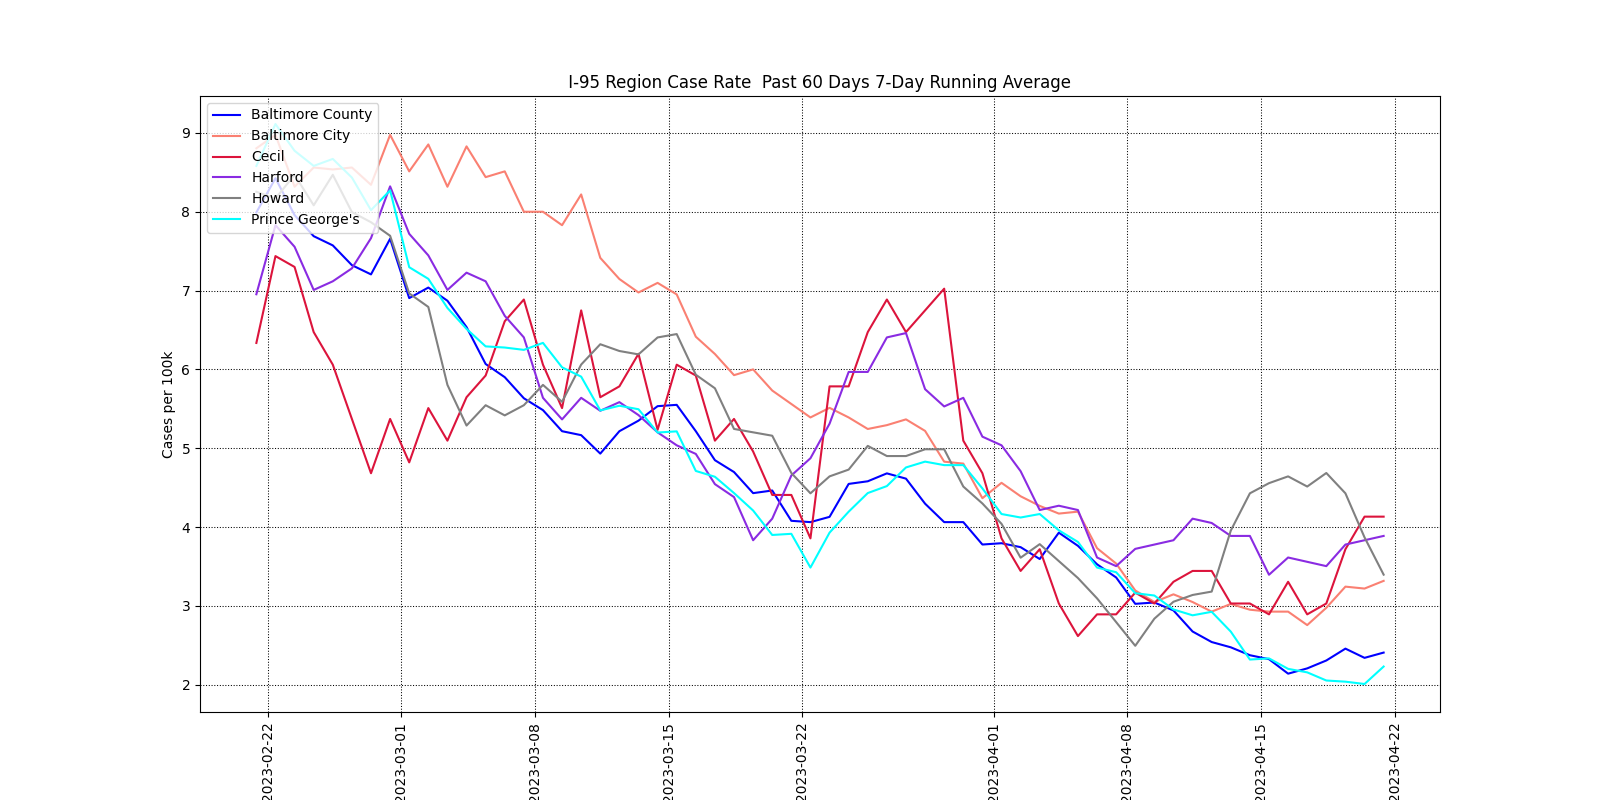 I-95 Region Case Rate  Past 60 Days 7-Day Running Average
Baltimore County
Baltimore City
Cecil
Harford
Howard
Prince George's
Cases per 100k
9
8
7
6
5
4
3
2
2023-02-22
2023-03-01
2023-03-08
2023-03-15
2023-03-22
2023-04-01
2023-04-08
2023-04-15
2023-04-22